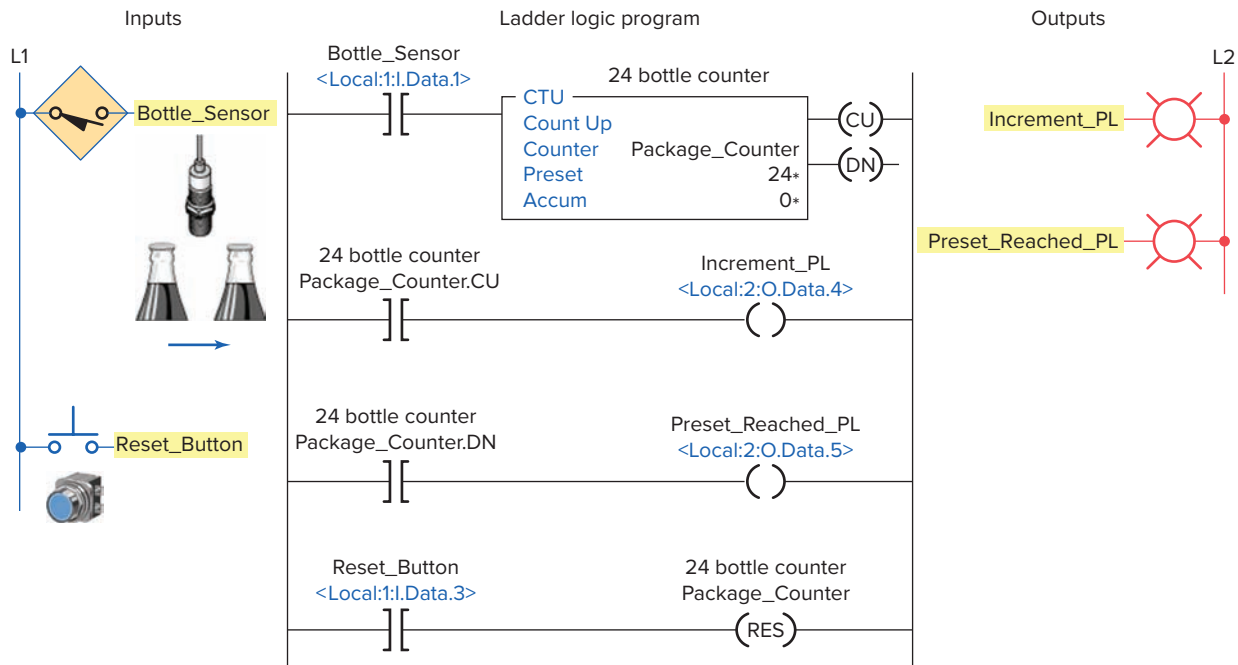 Inputs
Ladder logic program
Outputs
L1
L2
Bottle_Sensor
Bottle_Sensor
<Local:1:I.Data.1>
24 bottle counter
CTU
Count Up
Counter Package_Counter
Preset 24*
Accum 0*
CU
DN
Increment_PL
Preset_Reached_PL
24 bottle counter
Package_Counter.CU
Increment_PL
<Local:2:O.Data.4>
Reset_Button
24 bottle counter
Package_Counter.DN
Preset_Reached_PL
<Local:2:O.Data.5>
Reset_Button
<Local:1:I.Data.3>
24 bottle counter
Package_Counter
RES